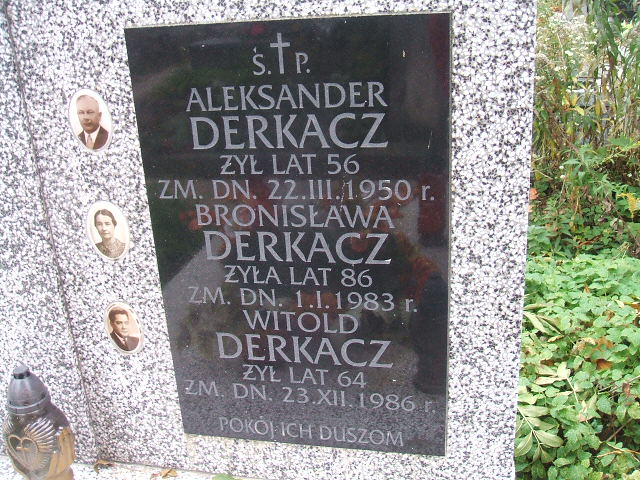 Ś. P.
ALEKSANDER
DERKACZ
ŻYŁ LAT 56
ZM. DN. 22.III.1950 r.
BRONISŁAWA
DERKACZ
ŻYŁA LAT 86
ZM. DN. 1.I.1983 r.
WITOLD
DERKACZ
ŻYŁ LAT 64
ZM. DN. 23.XII.1986 r.
POKÓJ ICH DUSZOM